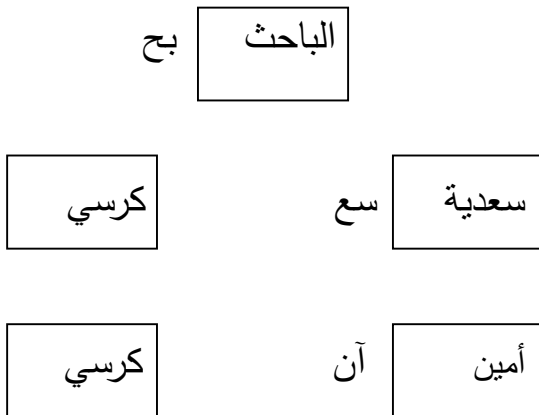 الباحث بح
سعدية سع كرسي
أمين آن كرسي